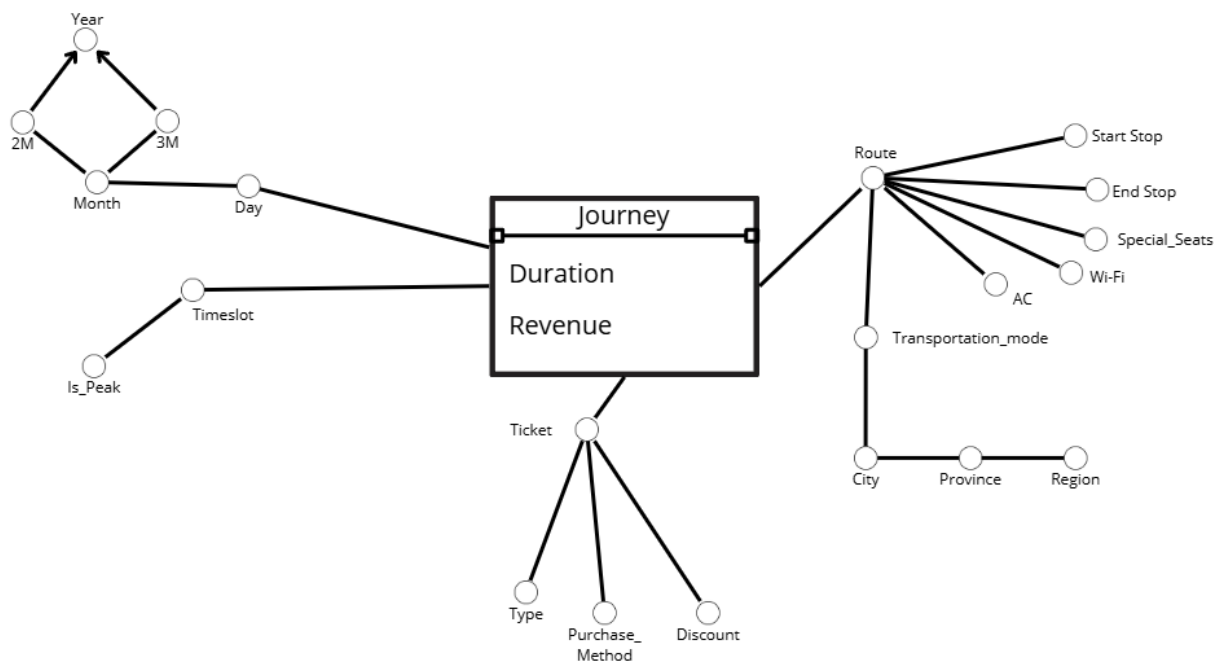 Year
2M
3M
Month
Day
Timeslot
Is_Peak
Journey
Duration
Revenue
Ticket
Type
Purchase_
Method
Discount
Route
Start Stop
End Stop
Special_Seats
Wi-Fi
AC
Transportation_mode
City
Province
Region